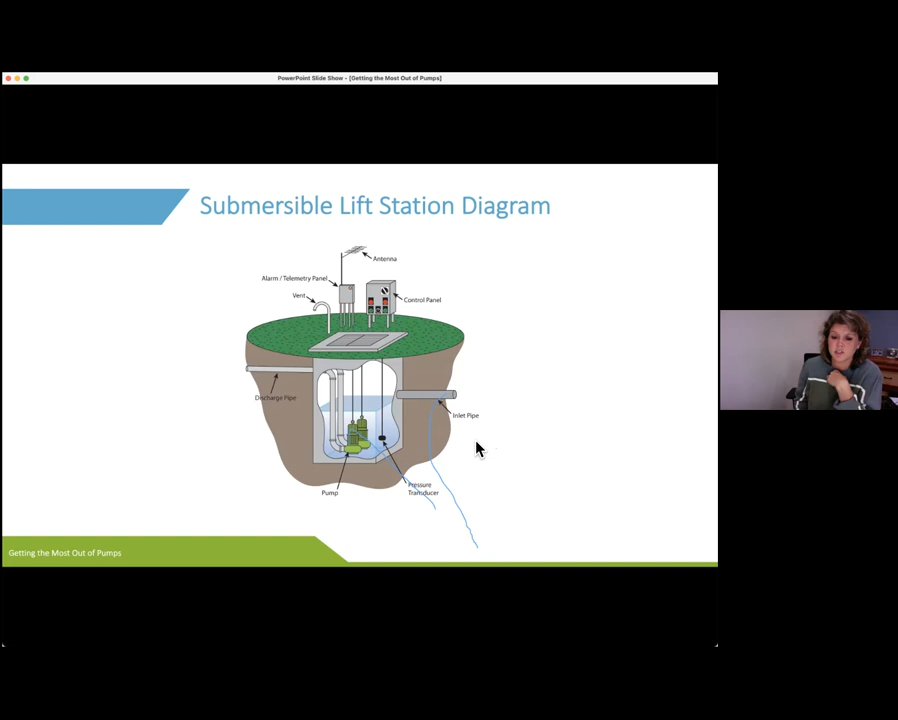 PowerPoint Slide Show - [Getting the Most Out of Pumps]
Submersible Lift Station Diagram
Antenna
Alarm / Telemetry Panel
Vent
Control Panel
Discharge Pipe
Inlet Pipe
Pump
Pressure
Transducer
Getting the Most Out of Pumps